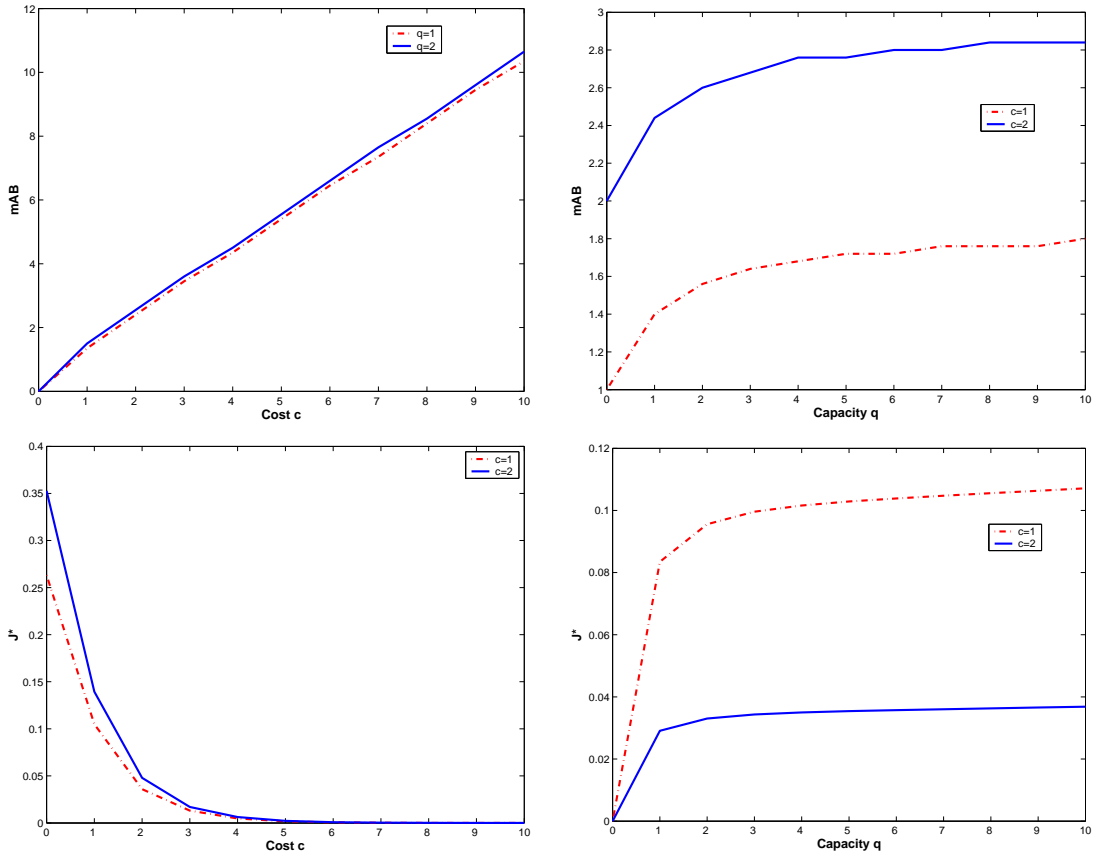 12
10
8
6
4
2
0
mAB
q=1
q=2
0 1 2 3 4 5 6 7 8 9 10
Cost c
3
2.8
2.6
2.4
2.2
2
1.8
1.6
1.4
1.2
1
mAB
c=1
c=2
0 1 2 3 4 5 6 7 8 9 10
Capacity q
0.4
0.35
0.3
0.25
0.2
0.15
0.1
0.05
0
J*
c=1
c=2
0 1 2 3 4 5 6 7 8 9 10
Cost c
0.12
0.1
0.08
0.06
0.04
0.02
0
J*
c=1
c=2
0 1 2 3 4 5 6 7 8 9 10
Capacity q